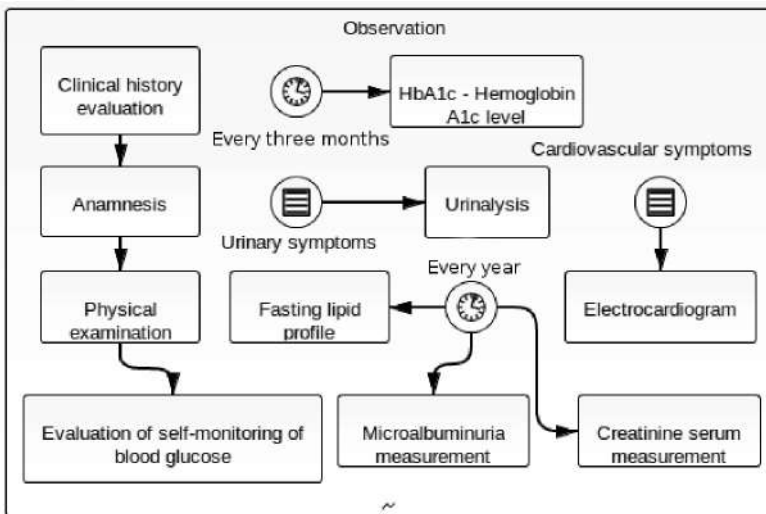 Observation
Clinical history
evaluation
HbA1c - Hemoglobin
A1c level
Every three months
Cardiovascular symptoms
Anamnesis
Urinalysis
Urinary symptoms
Every year
Physical
examination
Fasting lipid
profile
Electrocardiogram
Evaluation of self-monitoring of
blood glucose
Microalbuminuria
measurement
Creatinine serum
measurement
~